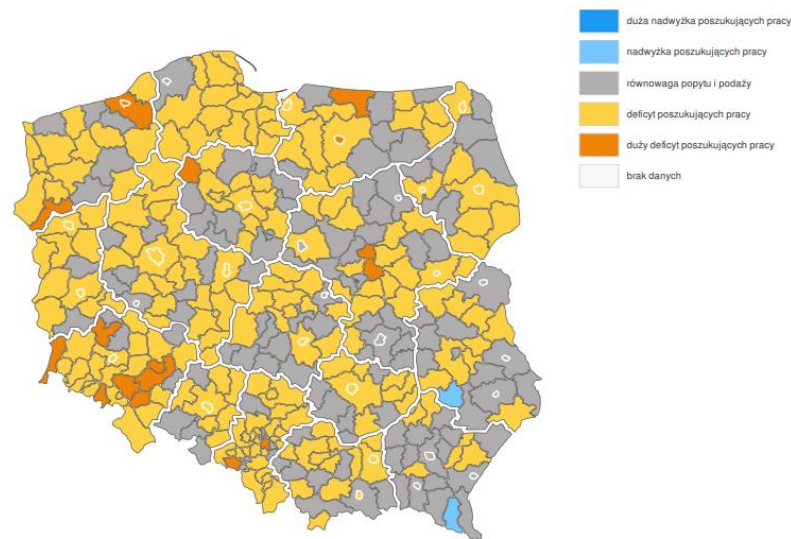 duża nadwyżka poszukujących pracy
nadwyżka poszukujących pracy
równowaga popytu i podaży
deficyt poszukujących pracy
duży deficyt poszukujących pracy
brak danych